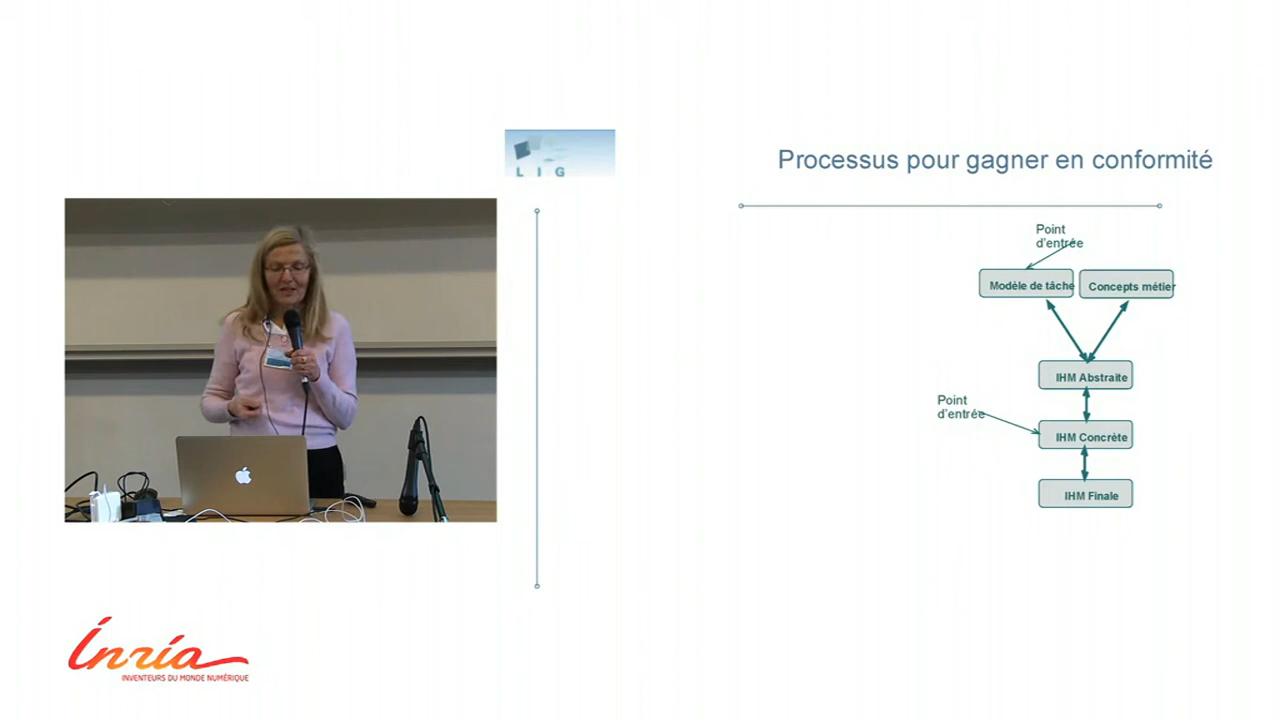 L I G
Processus pour gagner en conformité
Point
d'entrée
Modèle de tâche
Concepts métier
IHM Abstraite
Point
d'entrée
IHM Concrète
IHM Finale
Inria
INVENTEURS DU MONDE NUMÉRIQUE